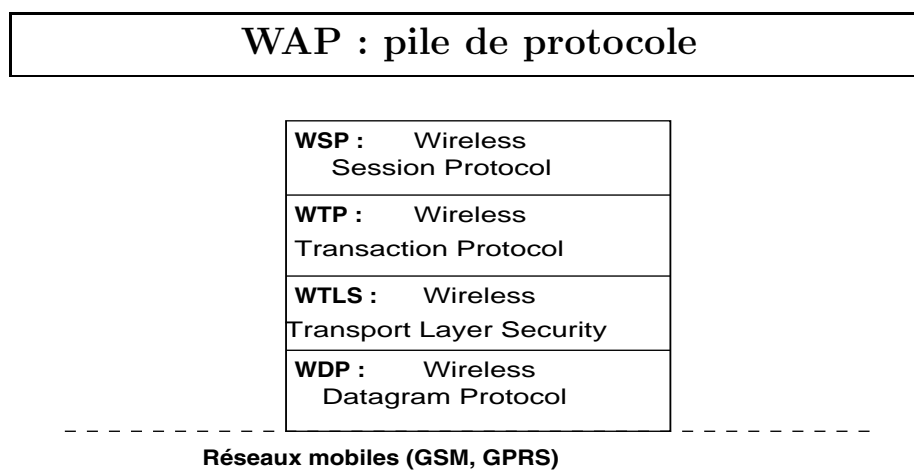 WAP : pile de protocole
WSP : Wireless
Session Protocol
WTP : Wireless
Transaction Protocol
WTLS : Wireless
Transport Layer Security
WDP : Wireless
Datagram Protocol
Réseaux mobiles (GSM, GPRS)